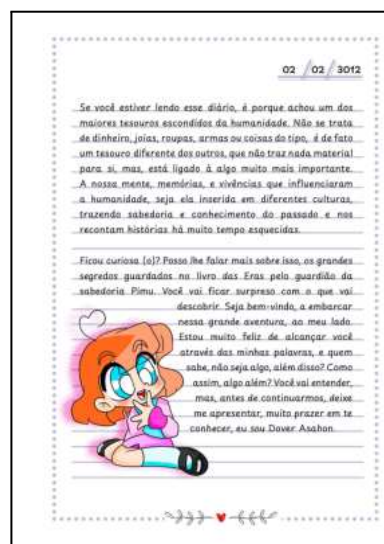 02 / 02 / 3012
Se você estiver lendo esse diário, é porque achou um dos
maiores tesouros escondidos da humanidade. Não se trata
de dinheiro, joias, roupas, armas ou coisas do tipo, é de fato
um tesouro diferente dos outros, que não traz nada material
para si, mas, está ligado à algo muito mais importante.
A nossa mente, memórias, e vivências que influenciaram
a humanidade, seja ela inserida em diferentes culturas,
trazendo sabedoria e conhecimento do passado e nos
recontam histórias há muito tempo esquecidas.
Ficou curiosa (o)? Posso lhe falar mais sobre isso, os grandes
segredos guardados no livro das Eras pelo guardião da
sabedoria Pimu. Você vai ficar surpreso com o que vai
descobrir. Seja bem-vindo, a embarcar
nessa grande aventura, ao meu lado.
Estou muito feliz de alcançar você
através das minhas palavras, e quem
sabe, não seja algo, além disso? Como
assim, algo além? Você vai entender,
mas, antes de continuarmos, deixe
me apresentar, muito prazer em te
conhecer, eu sou Dover Asahon.